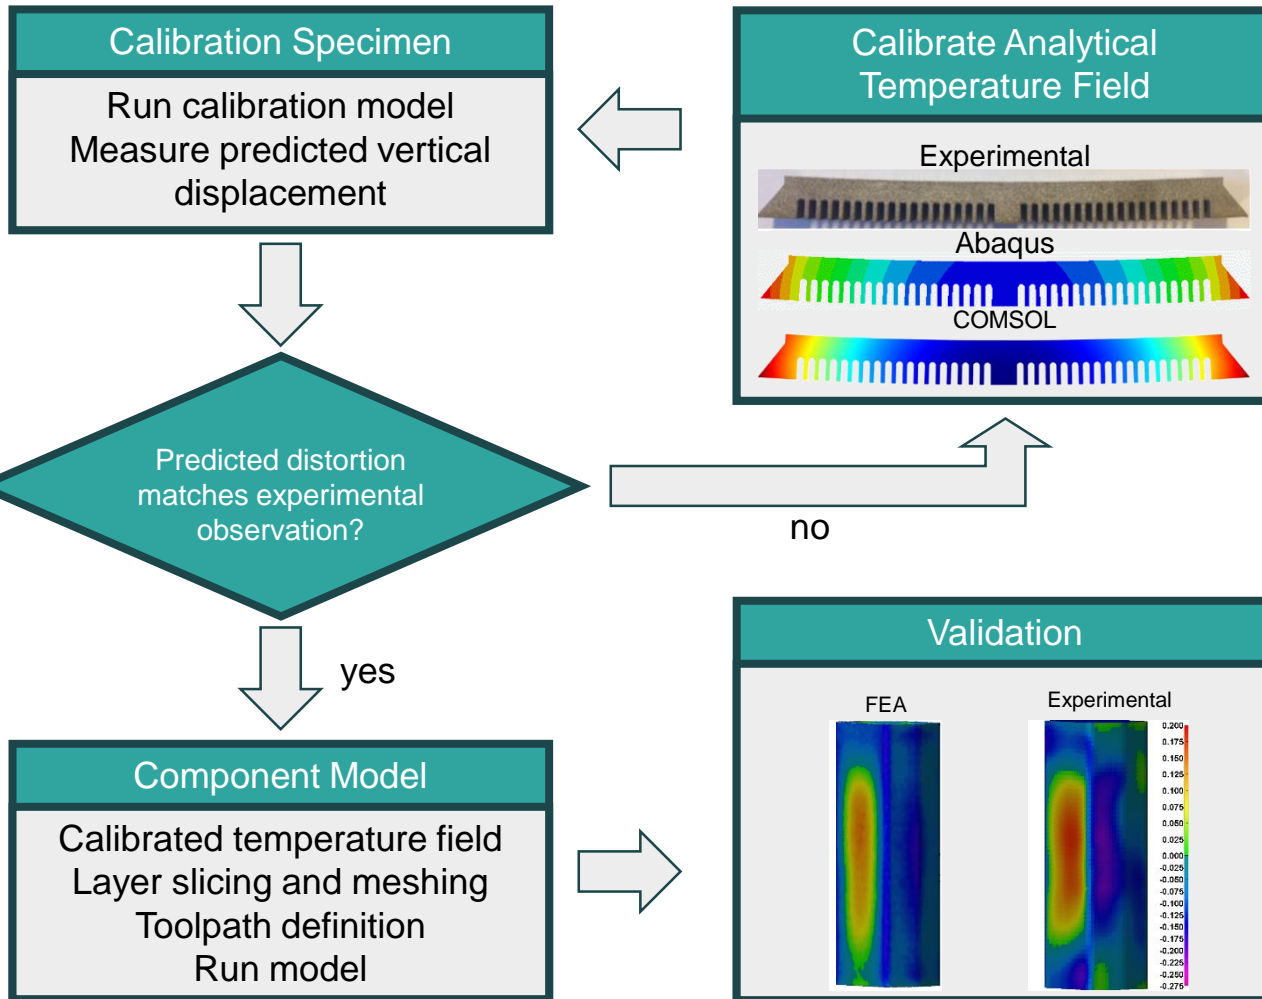 Calibration Specimen
Run calibration model
Measure predicted vertical
displacement
Calibrate Analytical
Temperature Field
Experimental
Abaqus
COMSOL
Predicted distortion
matches experimental
observation?
no
yes
Component Model
Calibrated temperature field
Layer slicing and meshing
Toolpath definition
Run model
Validation
FEA
Experimental
0.200
0.175
0.150
0.125
0.100
0.075
0.050
0.025
0.000
-0.025
-0.050
-0.075
-0.100
-0.125
-0.150
-0.175
-0.200
-0.225
-0.250
-0.275